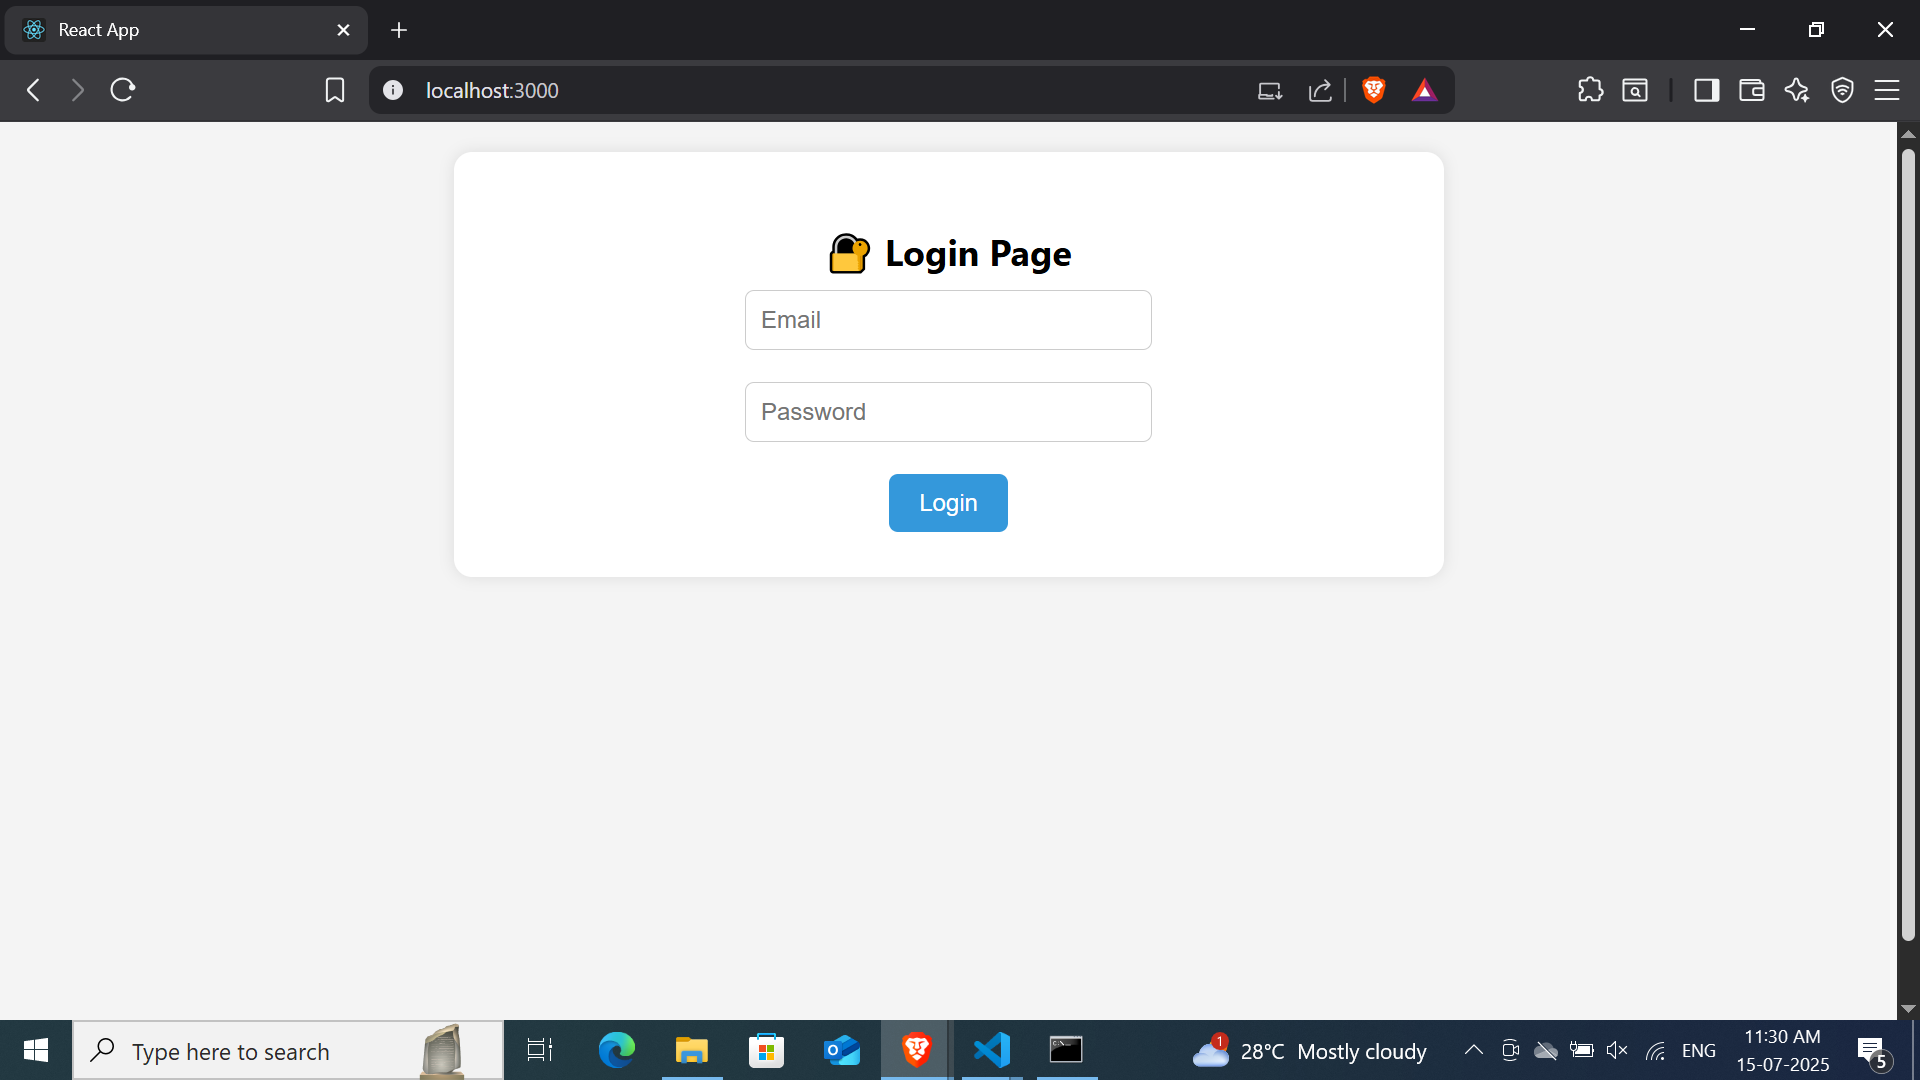 React App
localhost:3000
🔐 Login Page
Email
Password
Login
Type here to search
1
28°C Mostly cloudy
ENG
11:30 AM
15-07-2025
5